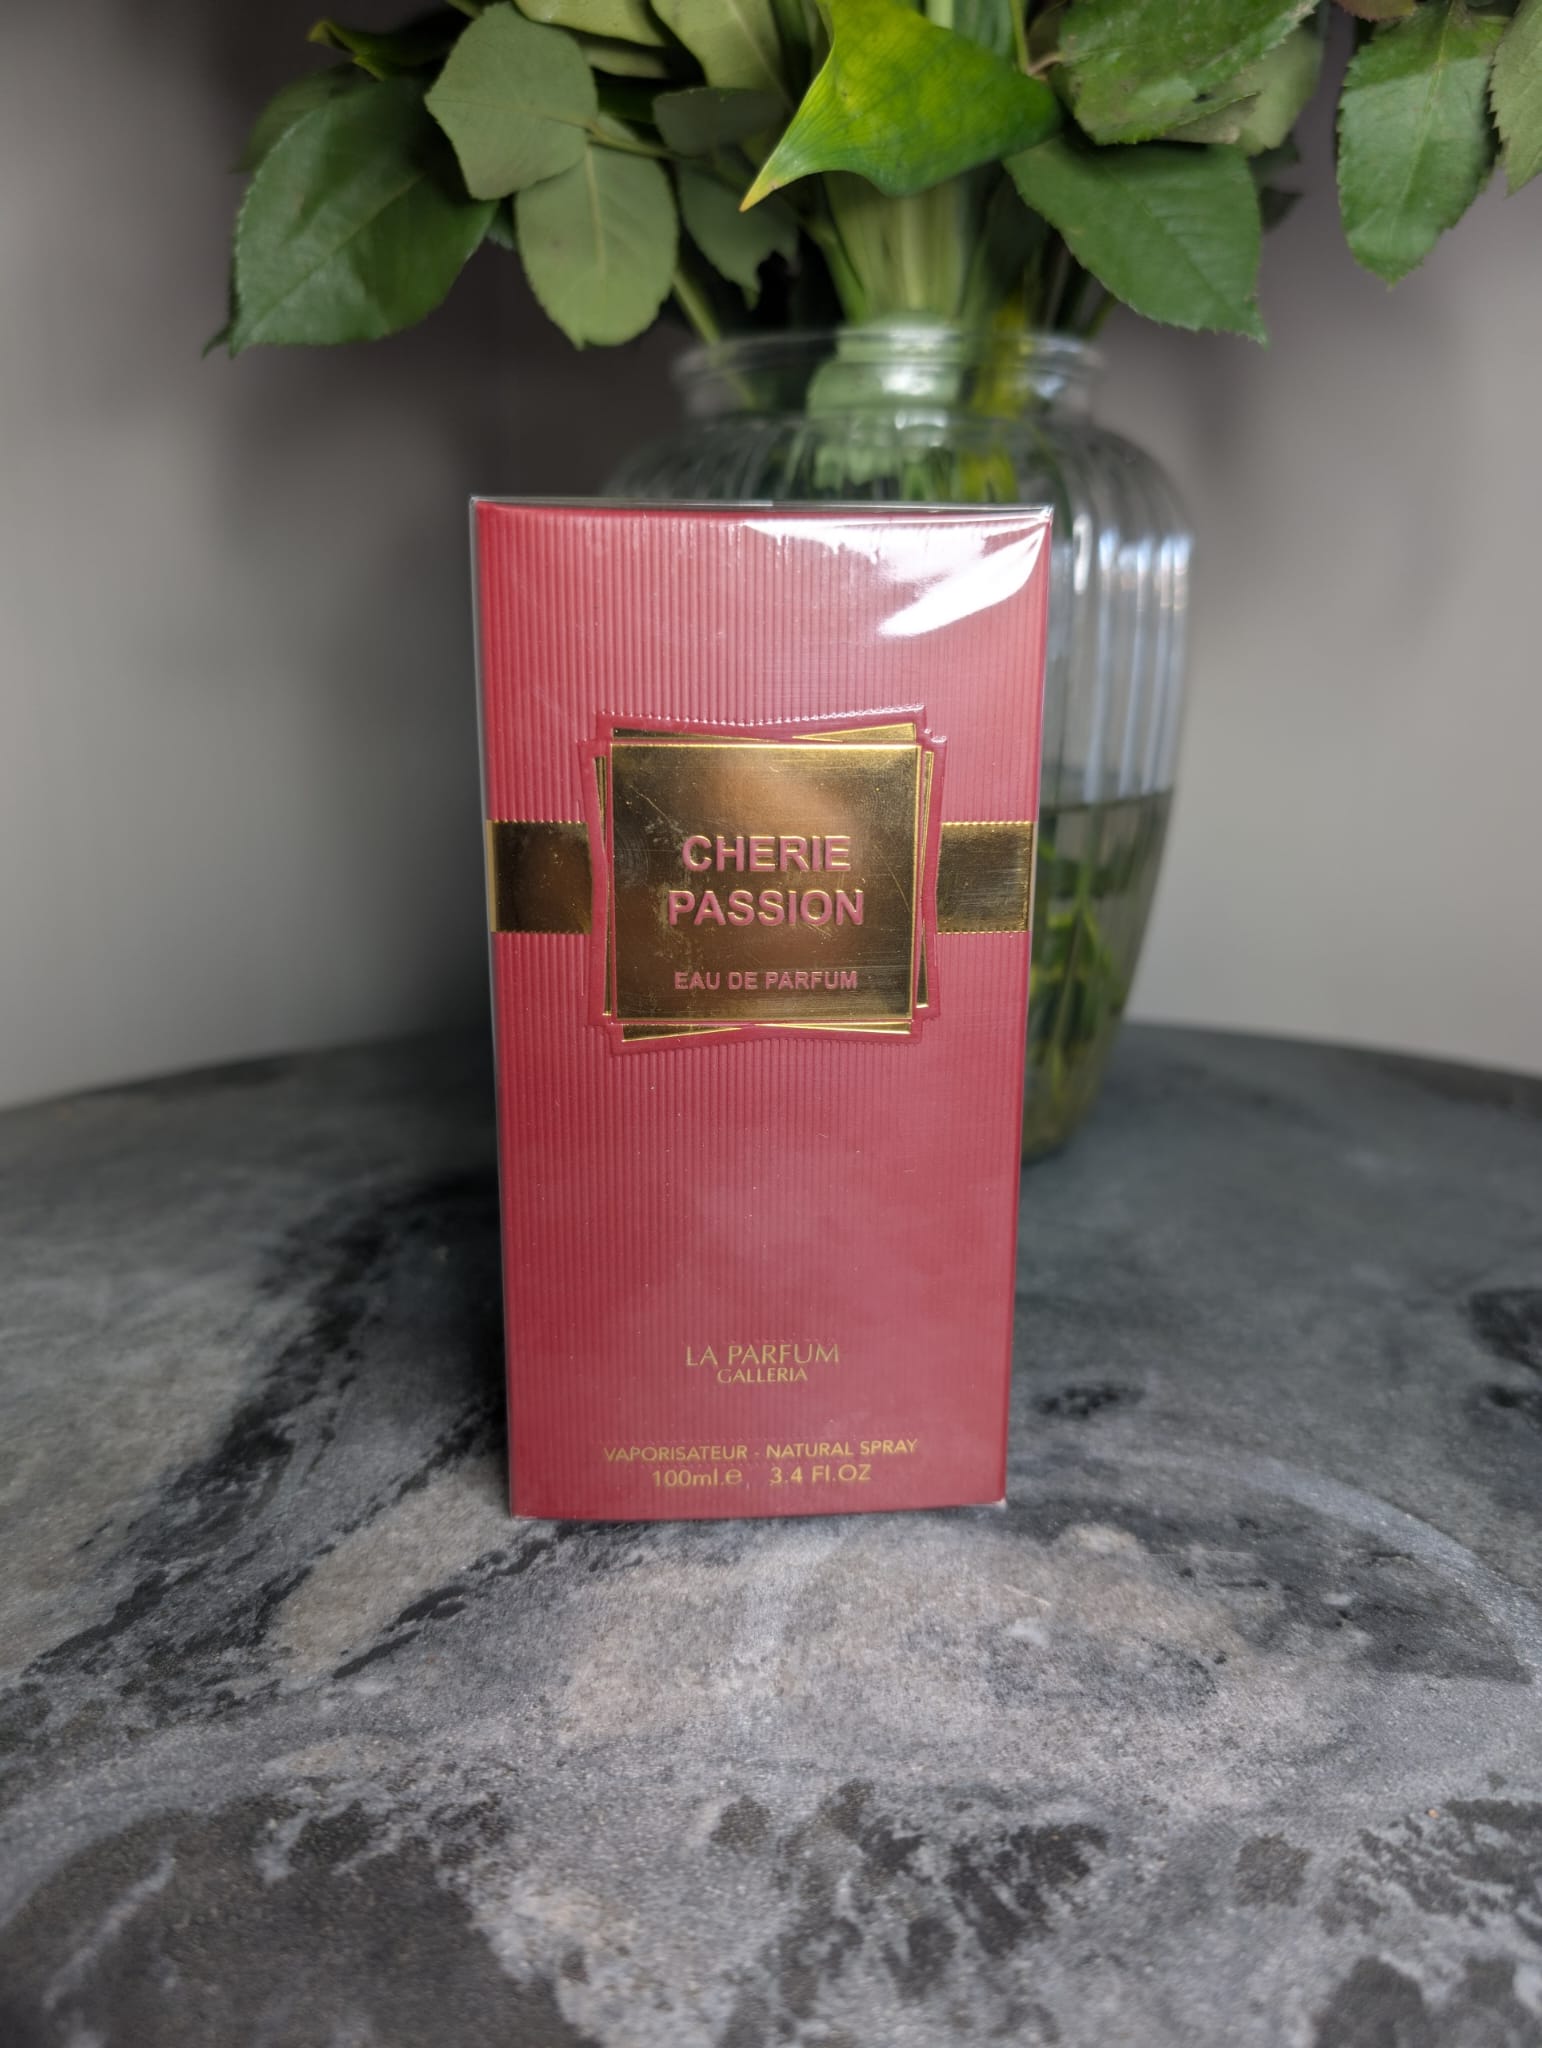 CHERIE
PASSION
EAU DE PARFUM
LA PARFUM
GALLERIA
VAPORISATEUR - NATURAL SPRAY
100ml.e 3.4 Fl.OZ